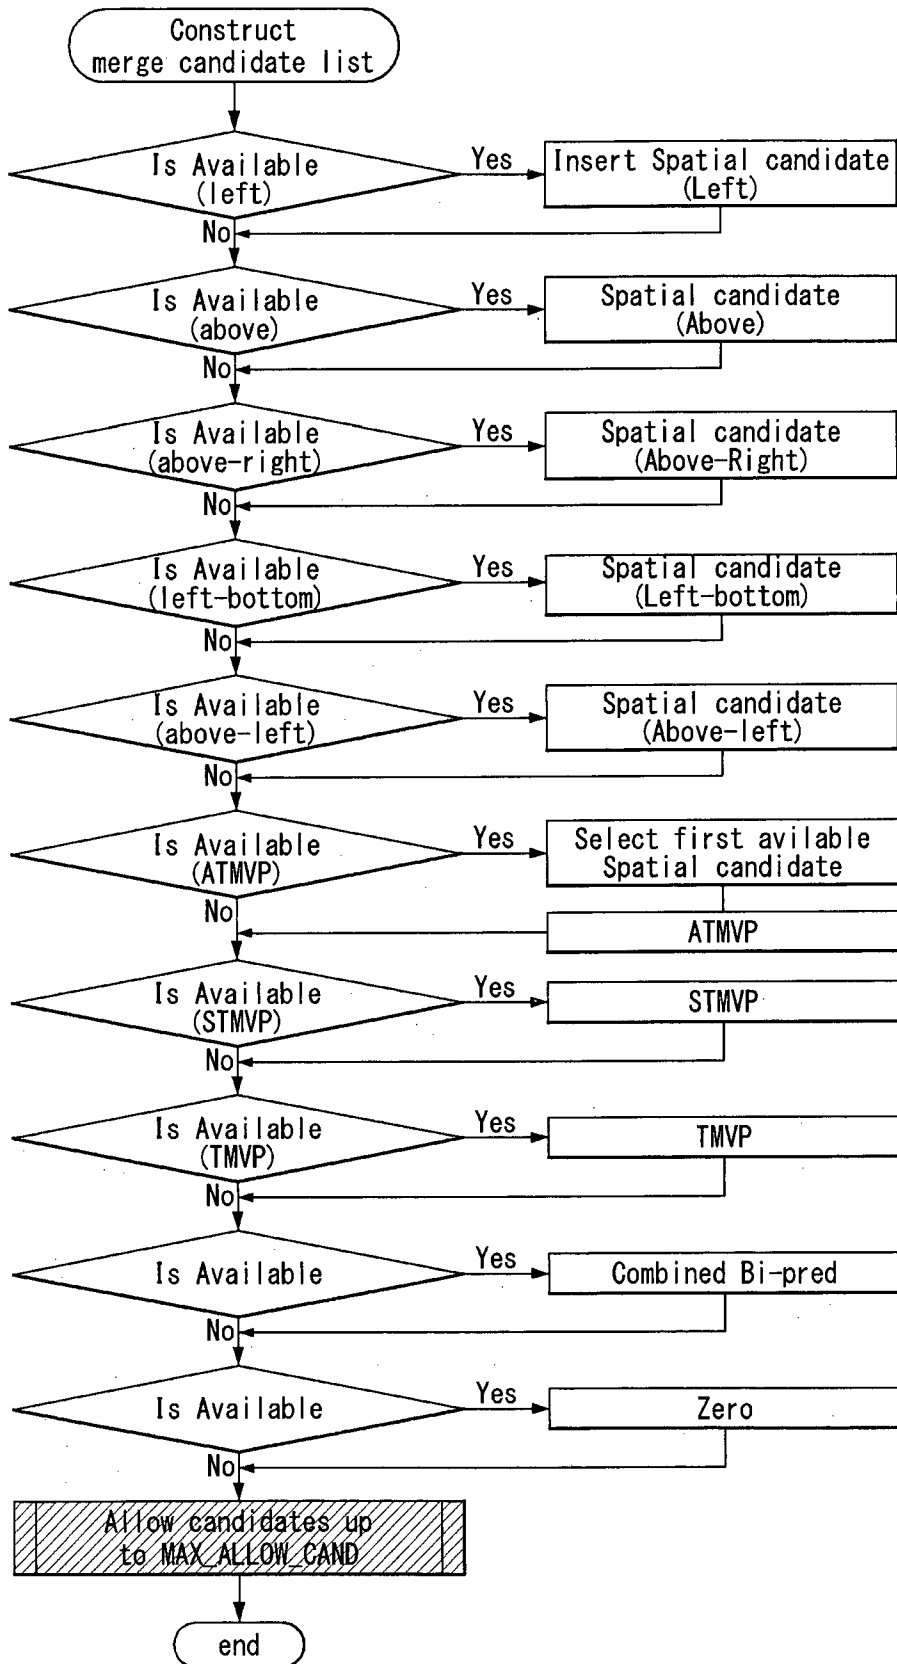 Construct
merge candidate list
Is Available
(left)
Yes
Insert Spatial candidate
(Left)
No
Is Available
(above)
Yes
Spatial candidate
(Above)
No
Is Available
(above-right)
Yes
Spatial candidate
(Above-Right)
No
Is Available
(left-bottom)
Yes
Spatial candidate
(Left-bottom)
No
Is Available
(above-left)
Yes
Spatial candidate
(Above-left)
No
Is Available
(ATMVP)
Yes
Select first avilable
Spatial candidate
No
ATMVP
Is Available
(STMVP)
Yes
STMVP
No
Is Available
(TMVP)
Yes
TMVP
No
Is Available
Yes
Combined Bi-pred
No
Is Available
Yes
Zero
No
Allow candidates up
to MAX_ALLOW_CAND
end